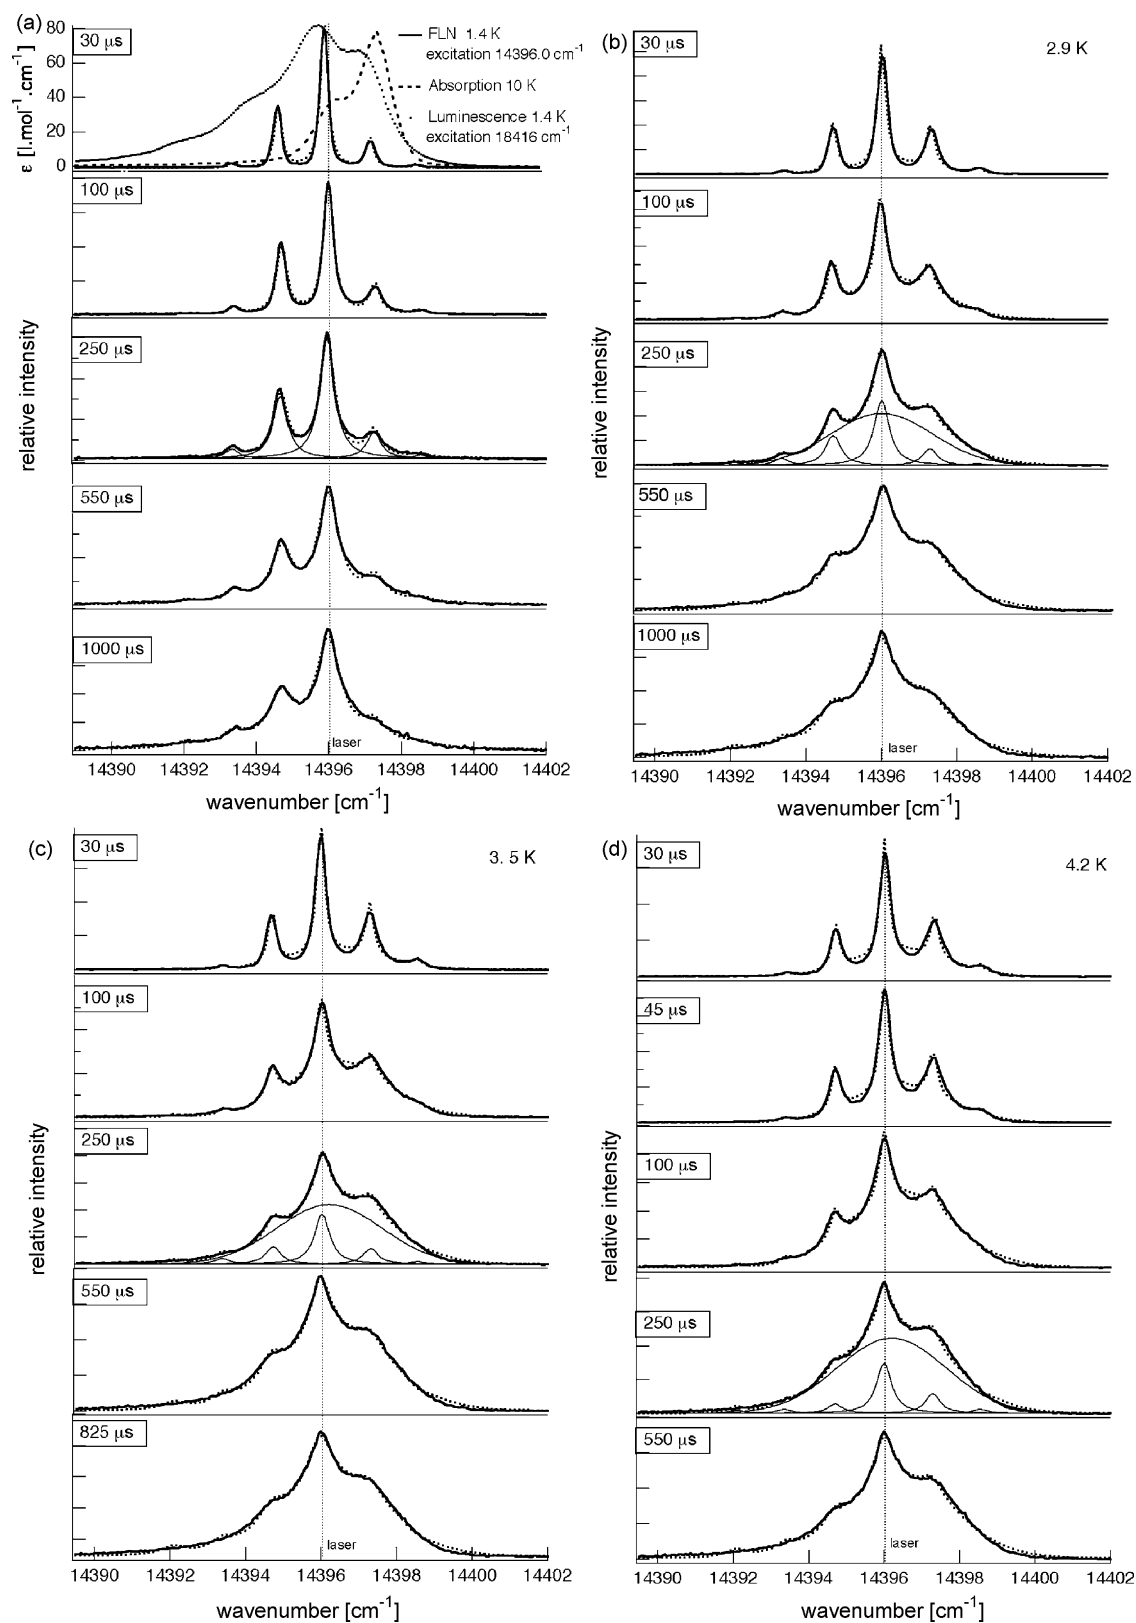 (a)
30 μs
80
60
40
20
0
ε [l.mol⁻¹.cm⁻¹]
FLN 1.4 K
excitation 14396.0 cm⁻¹
Absorption 10 K
Luminescence 1.4 K
excitation 18416 cm⁻¹
100 μs
250 μs
550 μs
1000 μs
relative intensity
laser
14390 14392 14394 14396 14398 14400 14402
wavenumber [cm⁻¹]
(b)
30 μs
2.9 K
100 μs
250 μs
550 μs
1000 μs
relative intensity
laser
14390 14392 14394 14396 14398 14400 14402
wavenumber [cm⁻¹]
(c)
30 μs
3. 5 K
100 μs
250 μs
550 μs
825 μs
relative intensity
laser
14390 14392 14394 14396 14398 14400 14402
wavenumber [cm⁻¹]
(d)
30 μs
4.2 K
45 μs
100 μs
250 μs
550 μs
relative intensity
laser
14390 14392 14394 14396 14398 14400 14402
wavenumber [cm⁻¹]